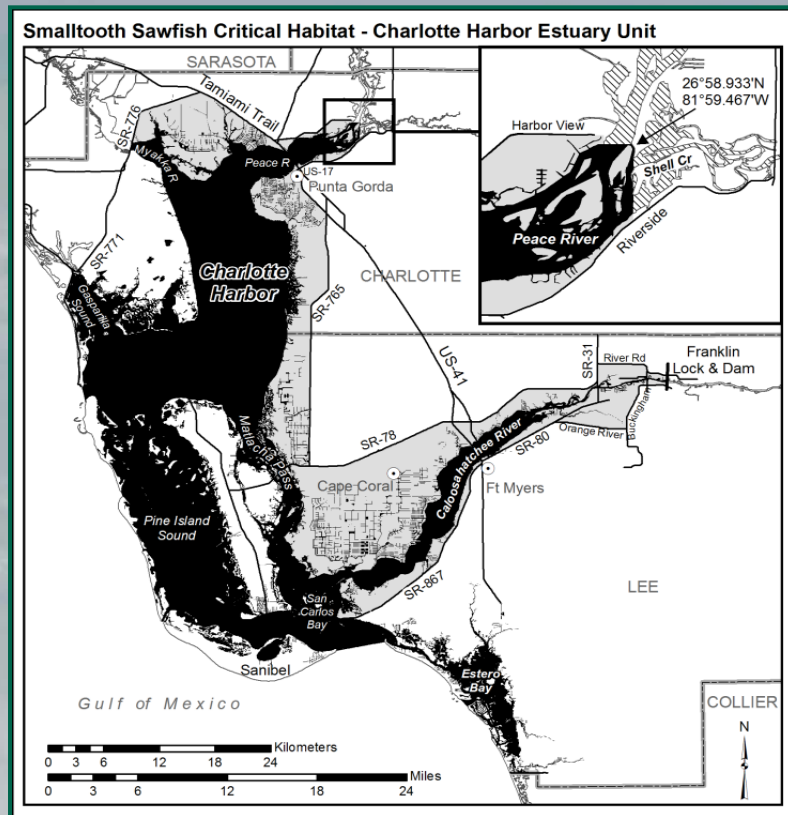 Smalltooth Sawfish Critical Habitat - Charlotte Harbor Estuary Unit
SARASOTA
Tamiami Trail
SR-776
Myakka R
Peace R
US-17
Punta Gorda
26°58.933'N
81°59.467'W
Harbor View
Shell Cr
Peace River
Riverside
SR-771
Charlotte
Harbor
CHARLOTTE
SR-765
Gasparilla
Sound
US-41
SR-31
River Rd
Franklin
Lock & Dam
Buckingham
Orange River
SR-80
SR-78
Matlacha Pass
Caloosahatchee River
Cape Coral
Ft Myers
Pine Island
Sound
SR-867
LEE
San
Carlos
Bay
Sanibel
Estero
Bay
Gulf of Mexico
COLLIER
N
Kilometers
0 3 6 12 18 24
Miles
0 3 6 12 18 24